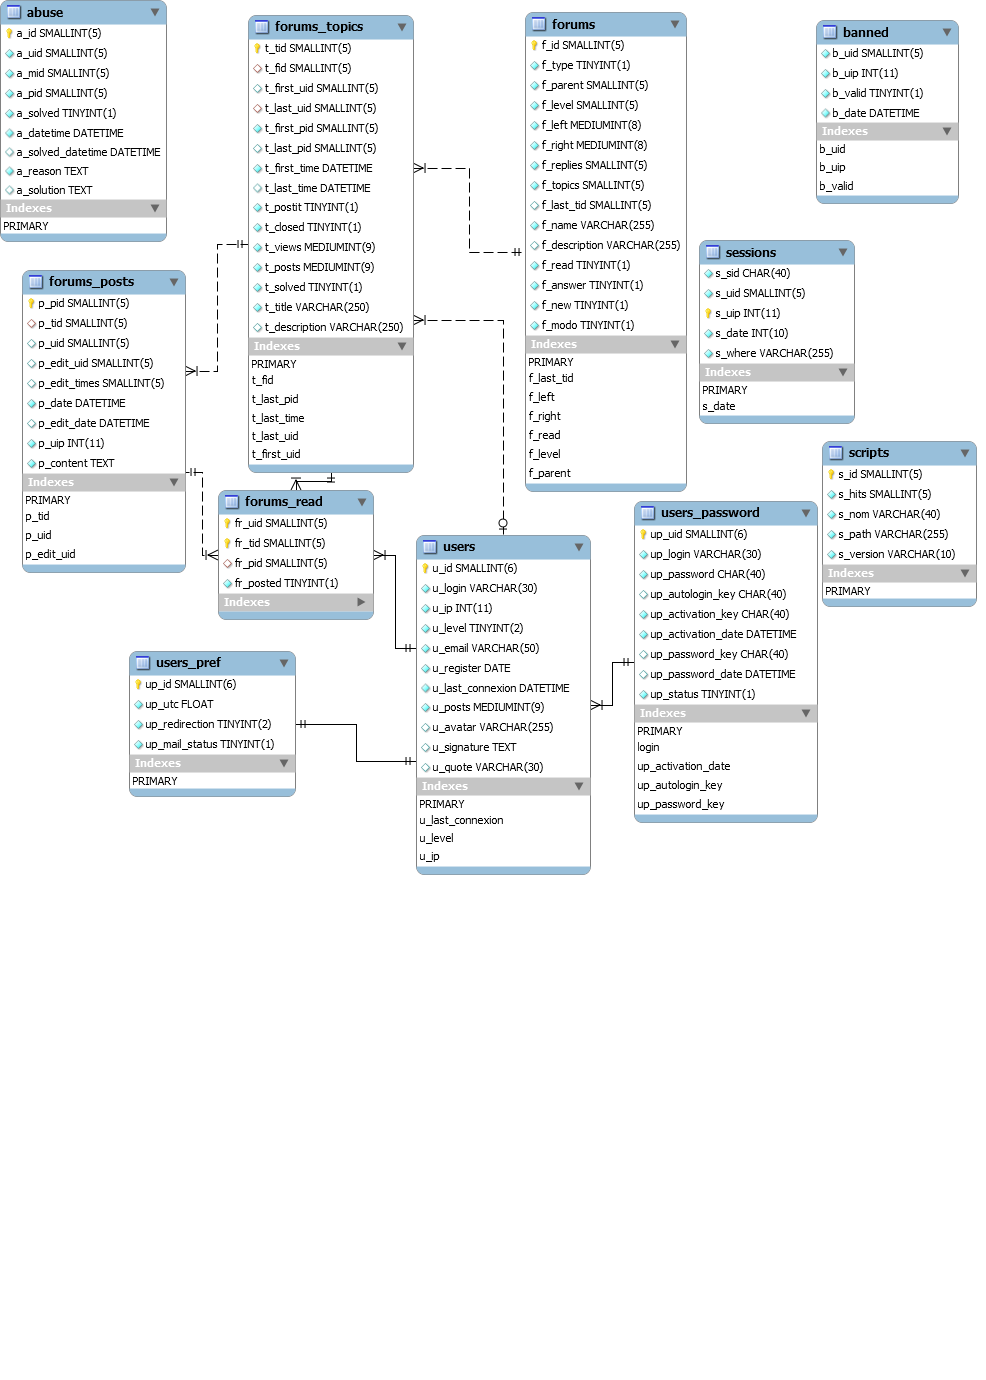 abuse
a_id SMALLINT(5)
a_uid SMALLINT(5)
a_mid SMALLINT(5)
a_pid SMALLINT(5)
a_solved TINYINT(1)
a_datetime DATETIME
a_solved_datetime DATETIME
a_reason TEXT
a_solution TEXT
Indexes
PRIMARY
forums_topics
t_tid SMALLINT(5)
t_fid SMALLINT(5)
t_first_uid SMALLINT(5)
t_last_uid SMALLINT(5)
t_first_pid SMALLINT(5)
t_last_pid SMALLINT(5)
t_first_time DATETIME
t_last_time DATETIME
t_postit TINYINT(1)
t_closed TINYINT(1)
t_views MEDIUMINT(9)
t_posts MEDIUMINT(9)
t_solved TINYINT(1)
t_title VARCHAR(250)
t_description VARCHAR(250)
Indexes
PRIMARY
t_fid
t_last_pid
t_last_time
t_last_uid
t_first_uid
forums
f_id SMALLINT(5)
f_type TINYINT(1)
f_parent SMALLINT(5)
f_level SMALLINT(5)
f_left MEDIUMINT(8)
f_right MEDIUMINT(8)
f_replies SMALLINT(5)
f_topics SMALLINT(5)
f_last_tid SMALLINT(5)
f_name VARCHAR(255)
f_description VARCHAR(255)
f_read TINYINT(1)
f_answer TINYINT(1)
f_new TINYINT(1)
f_modo TINYINT(1)
Indexes
PRIMARY
f_last_tid
f_left
f_right
f_read
f_level
f_parent
banned
b_uid SMALLINT(5)
b_uip INT(11)
b_valid TINYINT(1)
b_date DATETIME
Indexes
b_uid
b_uip
b_valid
sessions
s_sid CHAR(40)
s_uid SMALLINT(5)
s_uip INT(11)
s_date INT(10)
s_where VARCHAR(255)
Indexes
PRIMARY
s_date
forums_posts
p_pid SMALLINT(5)
p_tid SMALLINT(5)
p_uid SMALLINT(5)
p_edit_uid SMALLINT(5)
p_edit_times SMALLINT(5)
p_date DATETIME
p_edit_date DATETIME
p_uip INT(11)
p_content TEXT
Indexes
PRIMARY
p_tid
p_uid
p_edit_uid
scripts
s_id SMALLINT(5)
s_hits SMALLINT(5)
s_nom VARCHAR(40)
s_path VARCHAR(255)
s_version VARCHAR(10)
Indexes
PRIMARY
forums_read
fr_uid SMALLINT(5)
fr_tid SMALLINT(5)
fr_pid SMALLINT(5)
fr_posted TINYINT(1)
Indexes
users
u_id SMALLINT(6)
u_login VARCHAR(30)
u_ip INT(11)
u_level TINYINT(2)
u_email VARCHAR(50)
u_register DATE
u_last_connexion DATETIME
u_posts MEDIUMINT(9)
u_avatar VARCHAR(255)
u_signature TEXT
u_quote VARCHAR(30)
Indexes
PRIMARY
u_last_connexion
u_level
u_ip
users_password
up_uid SMALLINT(6)
up_login VARCHAR(30)
up_password CHAR(40)
up_autologin_key CHAR(40)
up_activation_key CHAR(40)
up_activation_date DATETIME
up_password_key CHAR(40)
up_password_date DATETIME
up_status TINYINT(1)
Indexes
PRIMARY
login
up_activation_date
up_autologin_key
up_password_key
users_pref
up_id SMALLINT(6)
up_utc FLOAT
up_redirection TINYINT(2)
up_mail_status TINYINT(1)
Indexes
PRIMARY